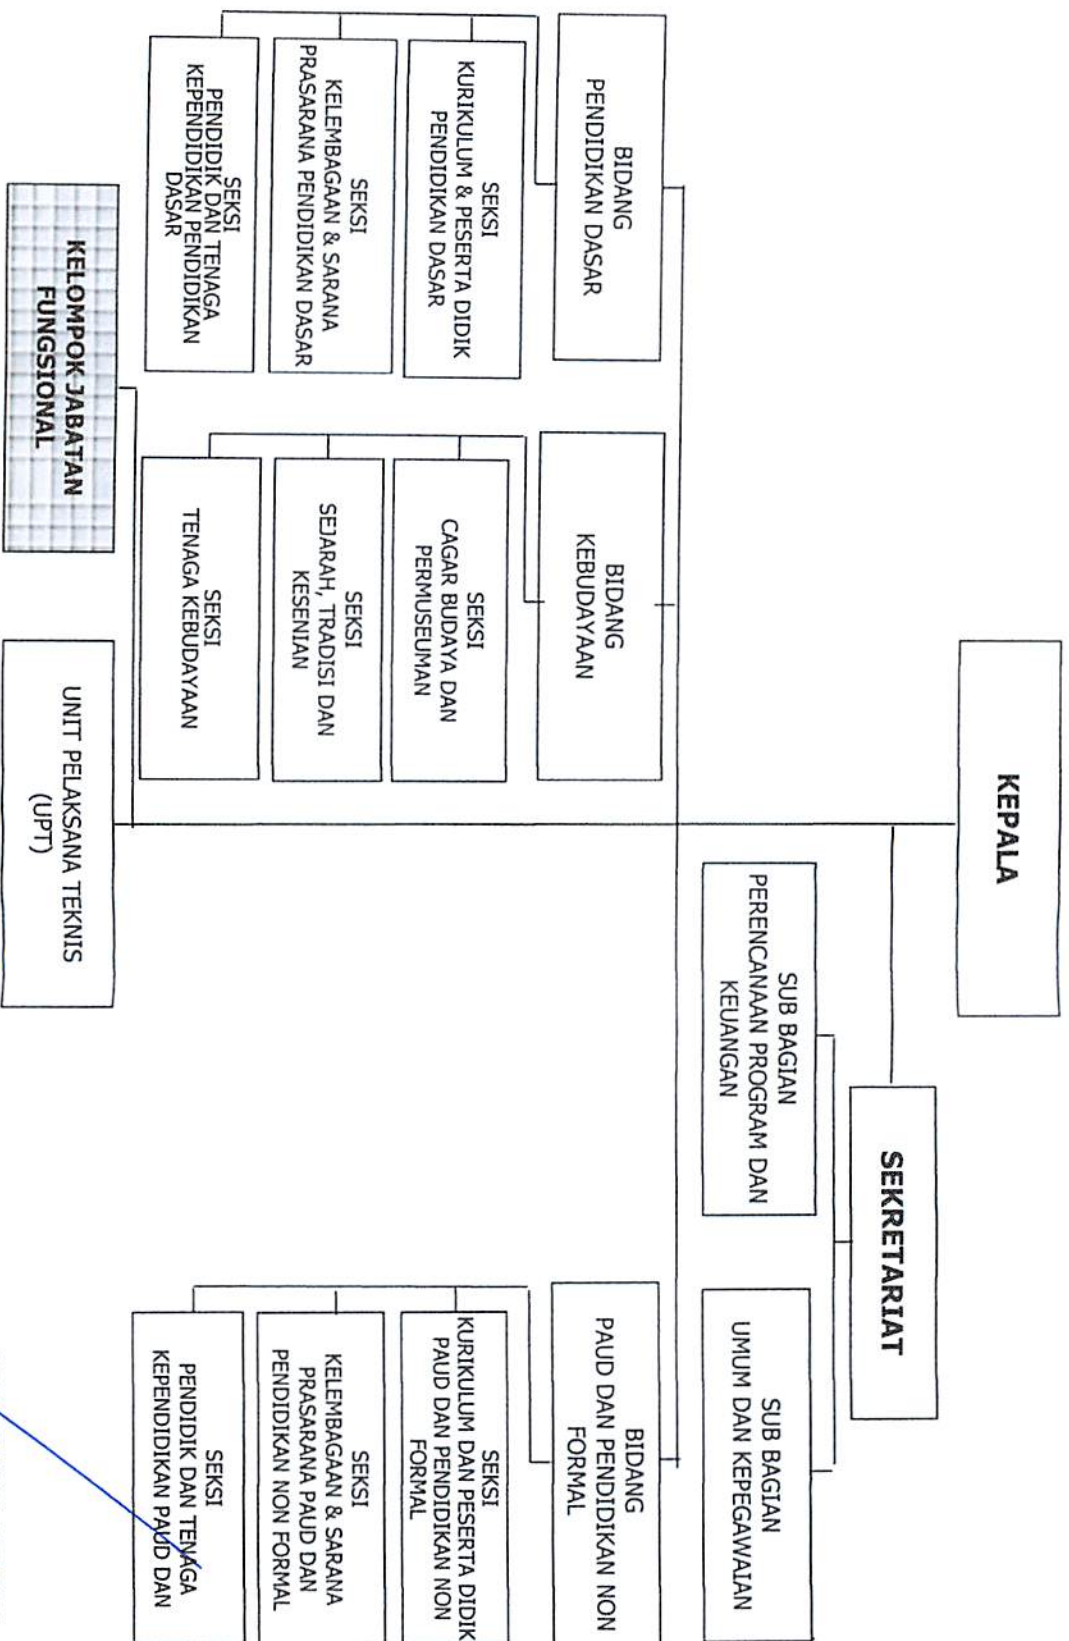 KEPALA
SEKRETARIAT
SUB BAGIAN
PERENCANAAN PROGRAM DAN
KEUANGAN
SUB BAGIAN
UMUM DAN KEPEGAWAIAN
BIDANG
PENDIDIKAN DASAR
SEKSI
KURIKULUM & PESERTA DIDIK
PENDIDIKAN DASAR
SEKSI
KELEMBAGAAN & SARANA
PRASARANA PENDIDIKAN DASAR
SEKSI
PENDIDIK DAN TENAGA
KEPENDIDIKAN PENDIDIKAN
DASAR
BIDANG
KEBUDAYAAN
SEKSI
CAGAR BUDAYA DAN
PERMUSEUMAN
SEKSI
SEJARAH, TRADISI DAN
KESENIAN
SEKSI
TENAGA KEBUDAYAAN
BIDANG
PAUD DAN PENDIDIKAN NON
FORMAL
SEKSI
KURIKULUM DAN PESERTA DIDIK
PAUD DAN PENDIDIKAN NON
FORMAL
SEKSI
KELEMBAGAAN & SARANA
PRASARANA PAUD DAN
PENDIDIKAN NON FORMAL
SEKSI
PENDIDIK DAN TENAGA
KEPENDIDIKAN PAUD DAN
KELOMPOK JABATAN
FUNGSIONAL
UNIT PELAKSANA TEKNIS
(UPT)